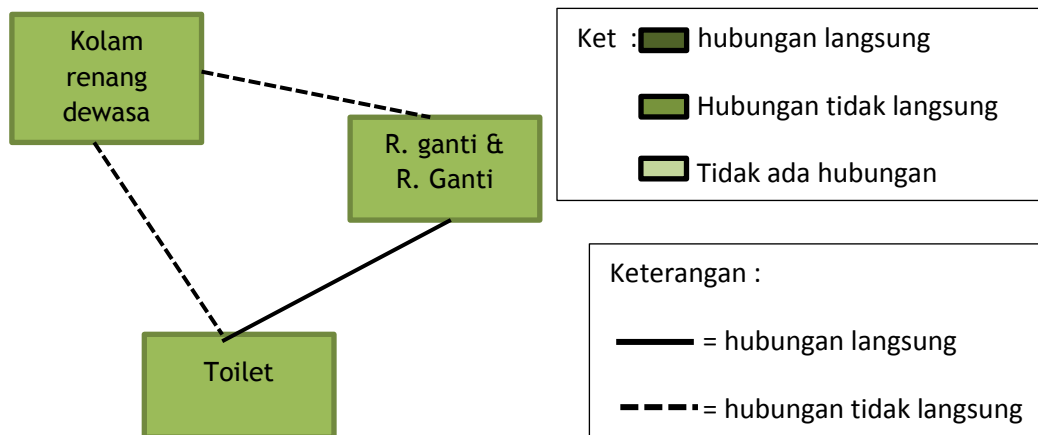 Kolam
renang
dewasa
R. ganti &
R. Ganti
Toilet
Ket : hubungan langsung
Hubungan tidak langsung
Tidak ada hubungan
Keterangan :
= hubungan langsung
= hubungan tidak langsung